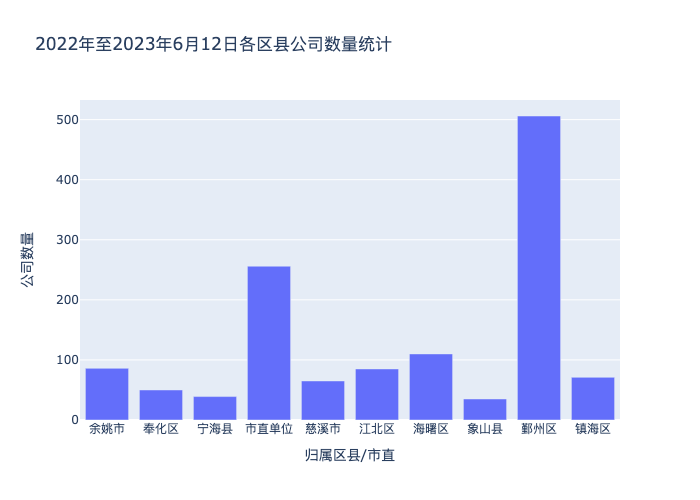 2022年至2023年6月12日各区县公司数量统计
500
400
300
200
100
0
公司数量
余姚市 奉化区 宁海县 市直单位 慈溪市 江北区 海曙区 象山县 鄞州区 镇海区
归属区县/市直